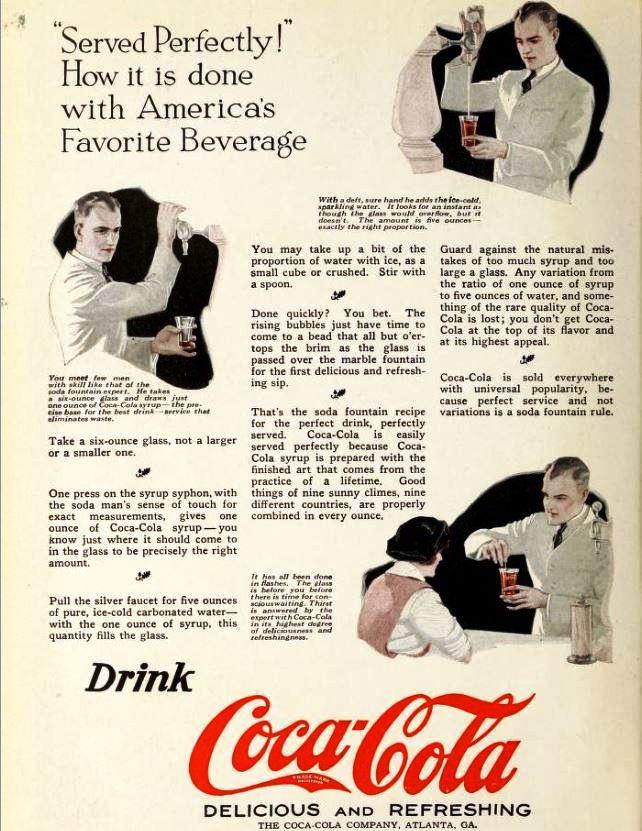 "Served Perfectly!"
How it is done
with America's
Favorite Beverage
With a deft, sure hand he adds the ice-cold,
sparkling water. It looks for an instant as
though the glass would overflow, but it
doesn't. The amount is five ounces—
exactly the right proportion.
You meet few men
with skill like that of the
soda fountain expert. He takes
a six-ounce glass and draws just
one ounce of Coca-Cola syrup—the pre-
cise base for the best drink—service that
eliminates waste.
Take a six-ounce glass, not a larger
or a smaller one.
One press on the syrup syphon, with
the soda man's sense of touch for
exact measurements, gives one
ounce of Coca-Cola syrup—you
know just where it should come to
in the glass to be precisely the right
amount.
Pull the silver faucet for five ounces
of pure, ice-cold carbonated water—
with the one ounce of syrup, this
quantity fills the glass.
You may take up a bit of the
proportion of water with ice, as a
small cube or crushed. Stir with
a spoon.
Done quickly? You bet. The
rising bubbles just have time to
come to a bead that all but o'er-
tops the brim as the glass is
passed over the marble fountain
for the first delicious and refresh-
ing sip.
That's the soda fountain recipe
for the perfect drink, perfectly
served. Coca-Cola is easily
served perfectly because Coca-
Cola syrup is prepared with the
finished art that comes from the
practice of a lifetime. Good
things of nine sunny climes, nine
different countries, are properly
combined in every ounce.
It has all been done
in flashes. The glass
is before you before
there is time for con-
scious waiting. Thirst
is answered by the
expert with Coca-Cola
in its highest degree
of deliciousness and
refreshingness.
Guard against the natural mis-
takes of too much syrup and too
large a glass. Any variation from
the ratio of one ounce of syrup
to five ounces of water, and some-
thing of the rare quality of Coca-
Cola is lost; you don't get Coca-
Cola at the top of its flavor and
at its highest appeal.
Coca-Cola is sold everywhere
with universal popularity, be-
cause perfect service and not
variations is a soda fountain rule.
Drink
Coca-Cola
TRADE MARK
DELICIOUS AND REFRESHING
THE COCA-COLA COMPANY, ATLANTA, GA.